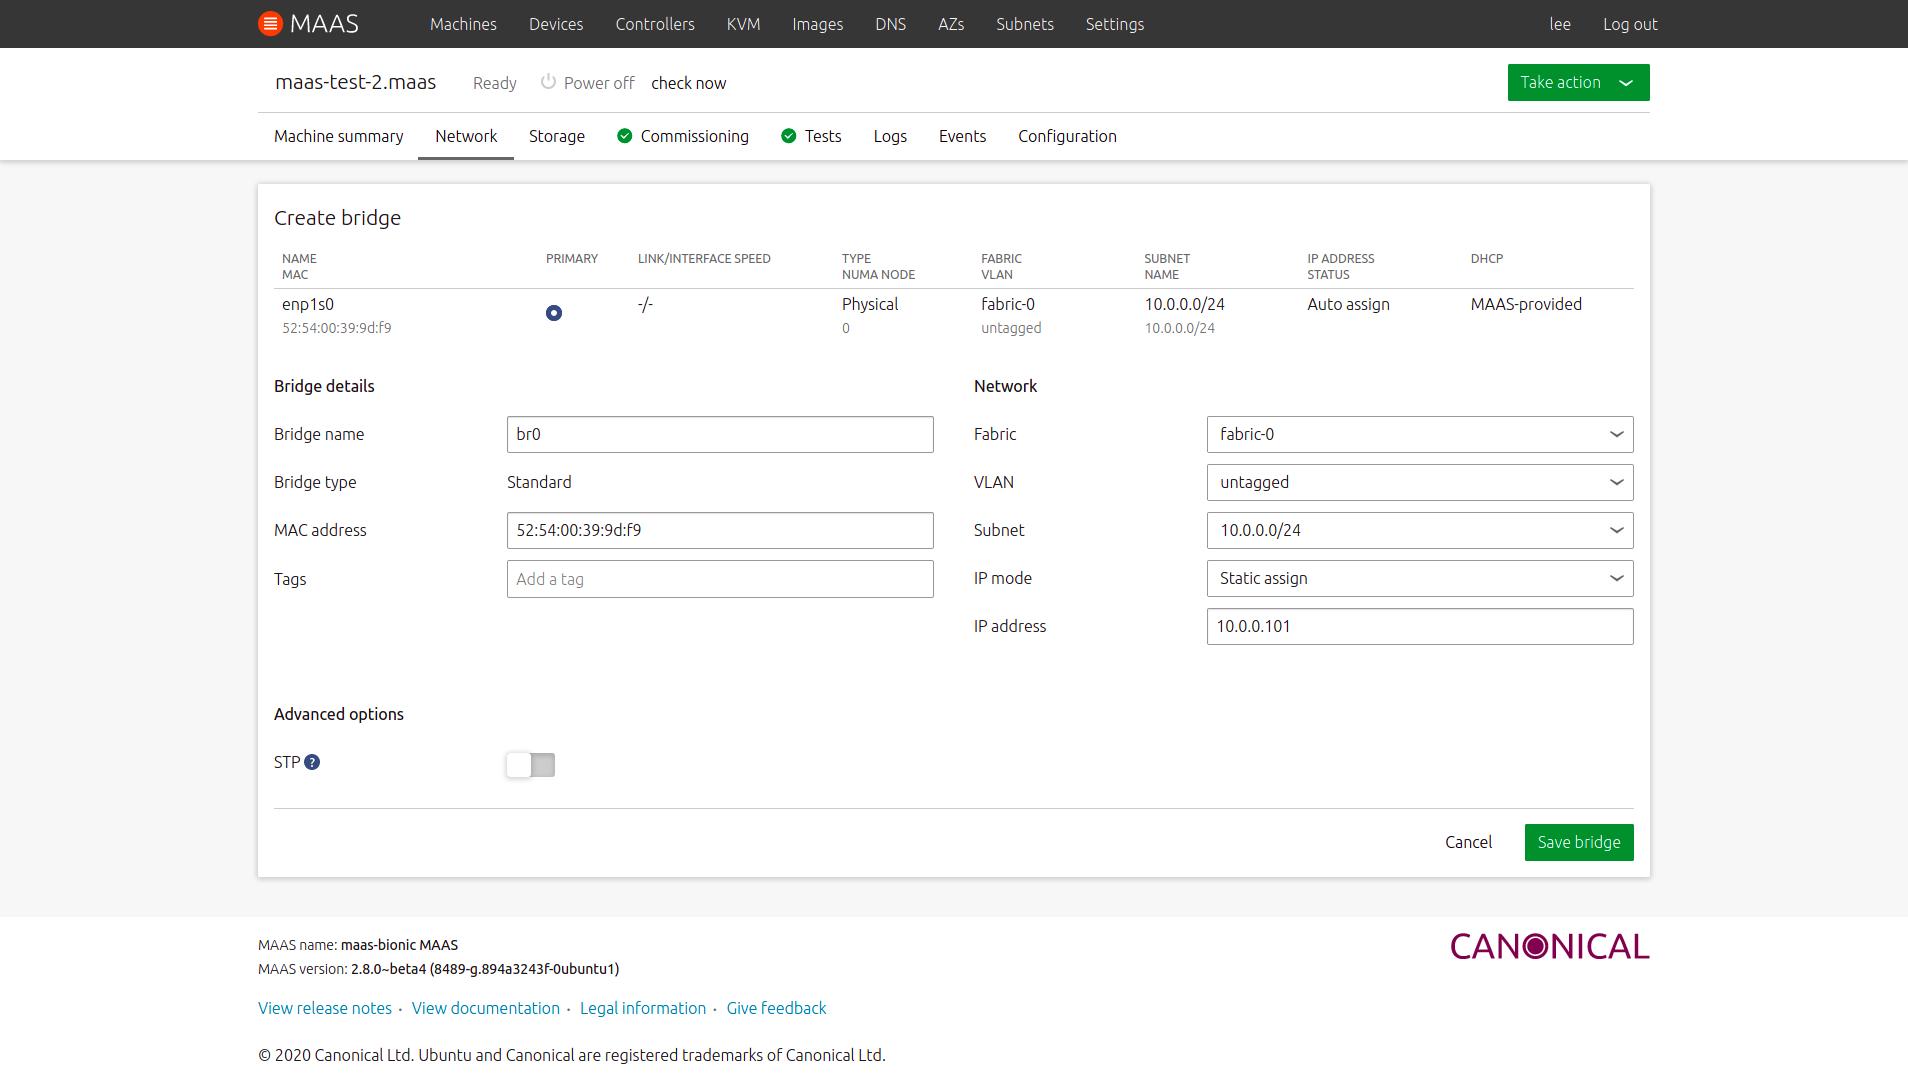 MAAS Machines Devices Controllers KVM Images DNS AZs Subnets Settings lee Log out
maas-test-2.maas Ready Power off check now Take action
Machine summary Network Storage Commissioning Tests Logs Events Configuration
Create bridge
NAME PRIMARY LINK/INTERFACE SPEED TYPE FABRIC SUBNET IP ADDRESS DHCP
MAC NUMA NODE VLAN NAME STATUS
enp1s0 -/- Physical fabric-0 10.0.0.0/24 Auto assign MAAS-provided
52:54:00:39:9d:f9 0 untagged 10.0.0.0/24
Bridge details Network
Bridge name br0 Fabric fabric-0
Bridge type Standard VLAN untagged
MAC address 52:54:00:39:9d:f9 Subnet 10.0.0.0/24
Tags Add a tag IP mode Static assign
IP address 10.0.0.101
Advanced options
STP ?
Cancel Save bridge
MAAS name: maas-bionic MAAS CANONICAL
MAAS version: 2.8.0~beta4 (8489-g.894a3243f-0ubuntu1)
View release notes · View documentation · Legal information · Give feedback
© 2020 Canonical Ltd. Ubuntu and Canonical are registered trademarks of Canonical Ltd.